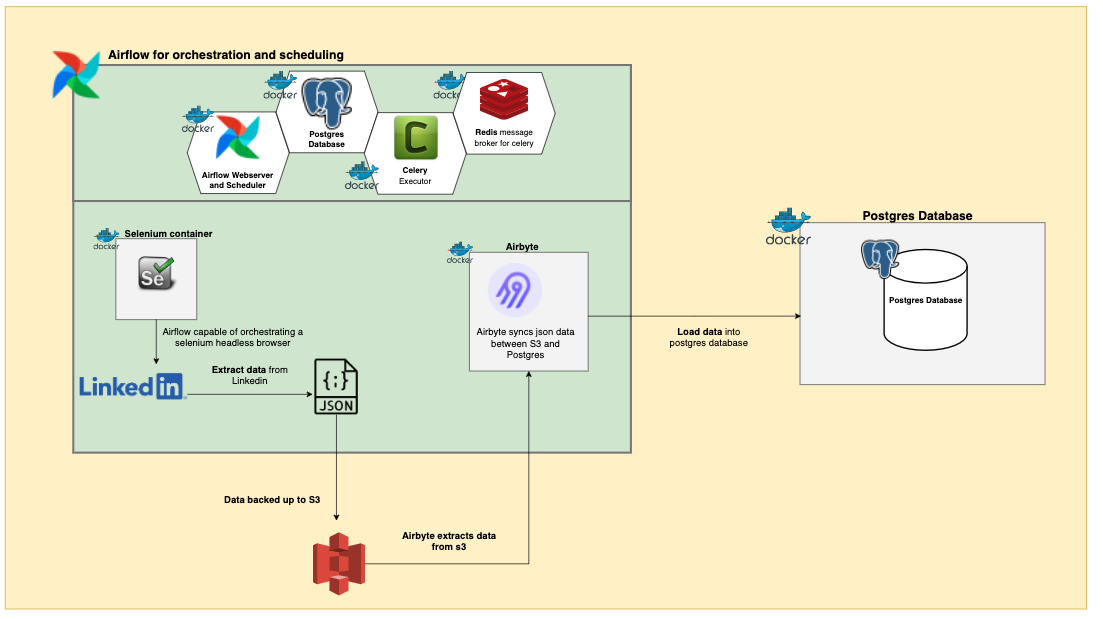 Airflow for orchestration and scheduling
docker
docker
docker
docker
Postgres
Database
Redis message
broker for celery
Airflow Webserver
and Scheduler
C
Celery
Executor
docker
Selenium container
Se
docker
Airbyte
Airbyte syncs json data
between S3 and
Postgres
docker
Postgres Database
Postgres Database
Airflow capable of orchestrating a
selenium headless browser
Load data into
postgres database
LinkedIn
Extract data from
Linkedin
{;}
JSON
Data backed up to S3
Airbyte extracts data
from s3